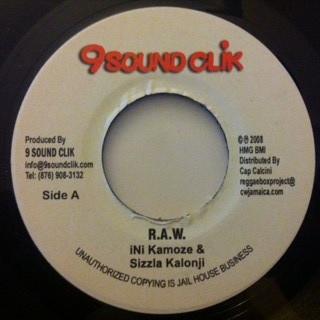 9SOUND CLIK
Produced By
9 SOUND CLIK
info@9soundclik.com
Tel: (876) 908-3132
Side A
©℗ 2008
HMG BMI
Distributed By
Cap Calcini
reggaeboxproject@
cwjamaica.com
R.A.W.
iNi Kamoze &
Sizzla Kalonji
UNAUTHORIZED COPYING IS JAIL HOUSE BUSINESS